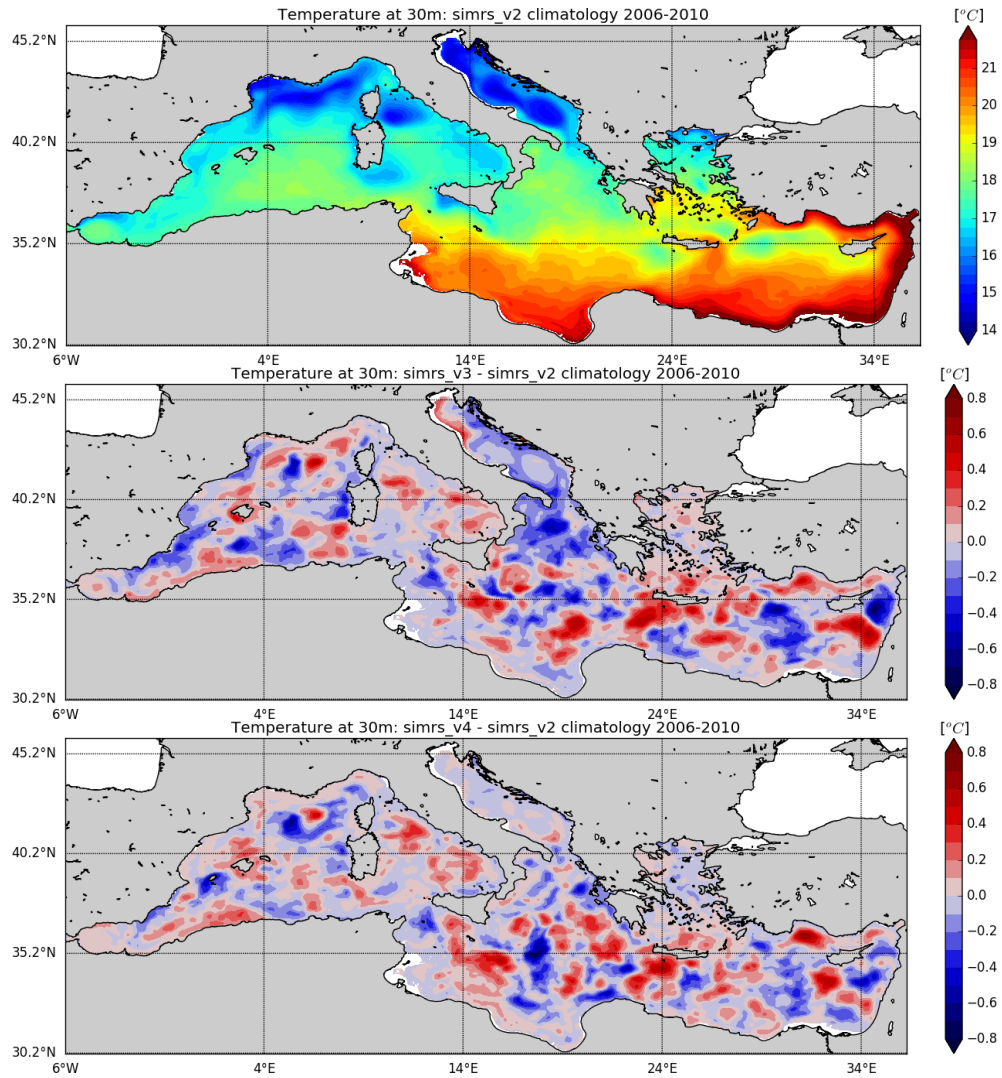 Temperature at 30m: simrs_v2 climatology 2006-2010
[°C]
45.2°N
40.2°N
35.2°N
30.2°N
6°W
4°E
14°E
24°E
34°E
21
20
19
18
17
16
15
14
Temperature at 30m: simrs_v3 - simrs_v2 climatology 2006-2010
[°C]
45.2°N
40.2°N
35.2°N
30.2°N
6°W
4°E
14°E
24°E
34°E
0.8
0.6
0.4
0.2
0.0
−0.2
−0.4
−0.6
−0.8
Temperature at 30m: simrs_v4 - simrs_v2 climatology 2006-2010
[°C]
45.2°N
40.2°N
35.2°N
30.2°N
6°W
4°E
14°E
24°E
34°E
0.8
0.6
0.4
0.2
0.0
−0.2
−0.4
−0.6
−0.8